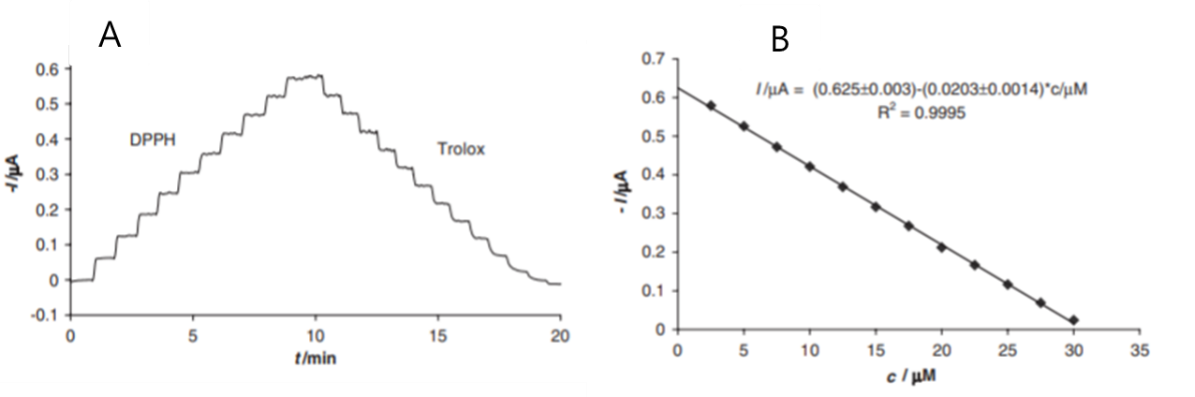 A
0.6
0.5
0.4
0.3
0.2
0.1
0
-0.1
-I/μA
DPPH
Trolox
0 5 10 15 20
t/min
B
0.7
0.6
0.5
0.4
0.3
0.2
0.1
0
- I/μA
I/μA = (0.625±0.003)-(0.0203±0.0014)*c/μM
R² = 0.9995
0 5 10 15 20 25 30 35
c / μM